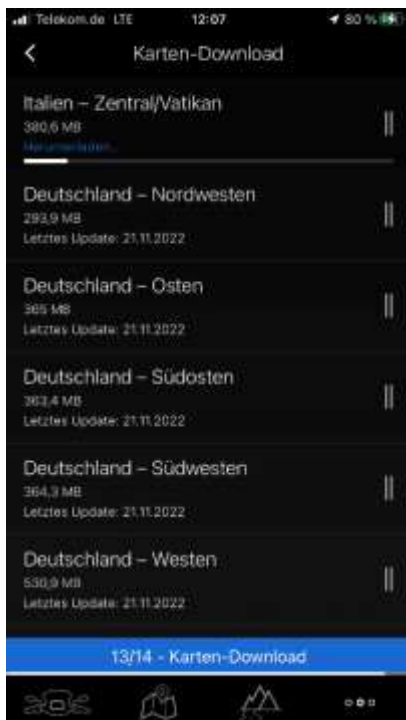 Telekom.de LTE 12:07 80 %
Karten-Download
Italien – Zentral/Vatikan
380,6 MB
Herunterladen...
Deutschland – Nordwesten
293,9 MB
Letztes Update: 21.11.2022
Deutschland – Osten
365 MB
Letztes Update: 21.11.2022
Deutschland – Südosten
363,4 MB
Letztes Update: 21.11.2022
Deutschland – Südwesten
364,3 MB
Letztes Update: 21.11.2022
Deutschland – Westen
530,9 MB
Letztes Update: 21.11.2022
13/14 - Karten-Download